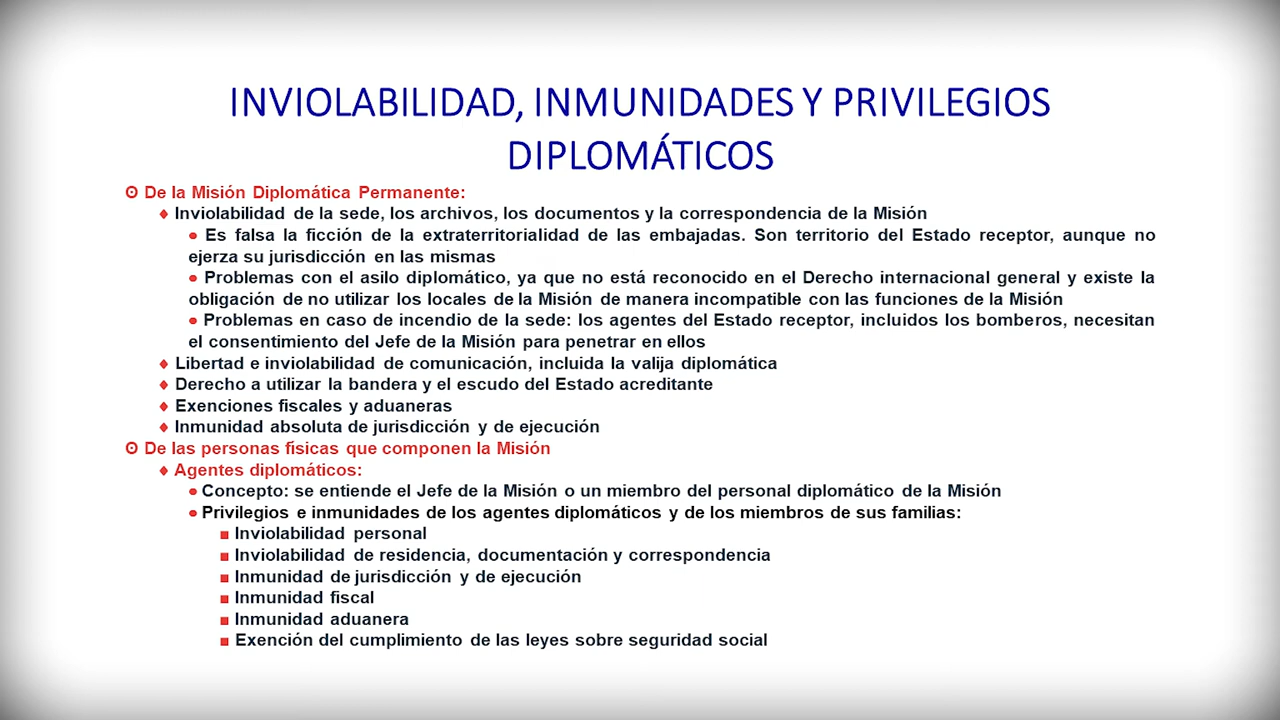 INVIOLABILIDAD, INMUNIDADES Y PRIVILEGIOS
DIPLOMÁTICOS
De la Misión Diplomática Permanente:
Inviolabilidad de la sede, los archivos, los documentos y la correspondencia de la Misión
Es falsa la ficción de la extraterritorialidad de las embajadas. Son territorio del Estado receptor, aunque no
ejerza su jurisdicción en las mismas
Problemas con el asilo diplomático, ya que no está reconocido en el Derecho internacional general y existe la
obligación de no utilizar los locales de la Misión de manera incompatible con las funciones de la Misión
Problemas en caso de incendio de la sede: los agentes del Estado receptor, incluidos los bomberos, necesitan
el consentimiento del Jefe de la Misión para penetrar en ellos
Libertad e inviolabilidad de comunicación, incluida la valija diplomática
Derecho a utilizar la bandera y el escudo del Estado acreditante
Exenciones fiscales y aduaneras
Inmunidad absoluta de jurisdicción y de ejecución
De las personas físicas que componen la Misión
Agentes diplomáticos:
Concepto: se entiende el Jefe de la Misión o un miembro del personal diplomático de la Misión
Privilegios e inmunidades de los agentes diplomáticos y de los miembros de sus familias:
Inviolabilidad personal
Inviolabilidad de residencia, documentación y correspondencia
Inmunidad de jurisdicción y de ejecución
Inmunidad fiscal
Inmunidad aduanera
Exención del cumplimiento de las leyes sobre seguridad social